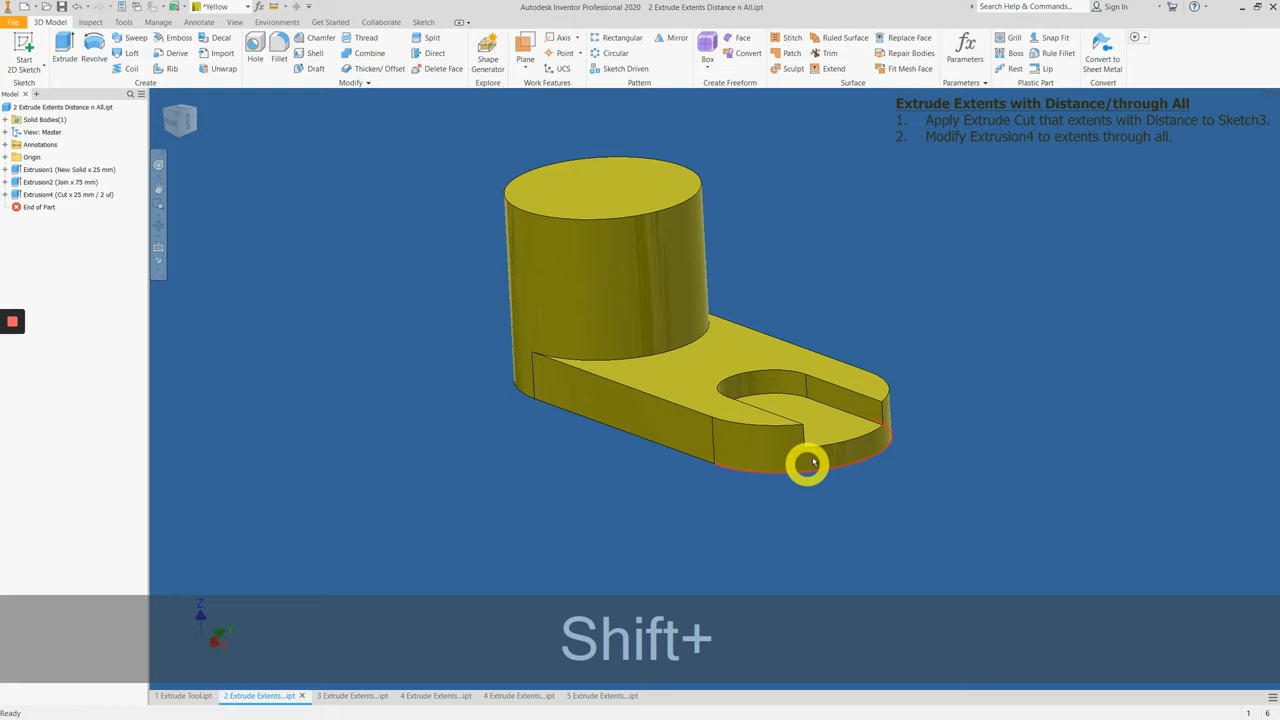 Autodesk Inventor Professional 2020 2 Extrude Extents Distance n All.ipt
*Yellow
Search Help & Commands...
Sign In
File 3D Model Sketch Inspect Tools Manage Annotate View Environments Get Started Collaborate
Start 2D Sketch
Extrude
Revolve
Sweep
Emboss
Decal
Loft
Derive
Import
Coil
Rib
Unwrap
Hole
Fillet
Chamfer
Thread
Split
Shell
Combine
Direct
Draft
Thicken/ Offset
Delete Face
Shape Generator
Plane
Axis
Point
UCS
Rectangular
Mirror
Circular
Sketch Driven
Box
Face
Convert
Stitch
Ruled Surface
Replace Face
Patch
Trim
Repair Bodies
Sculpt
Extend
Fit Mesh Face
Parameters
Grill
Snap Fit
Boss
Rule Fillet
Rest
Lip
Convert to Sheet Metal
Sketch
Create
Modify
Explore
Work Features
Pattern
Create Freeform
Surface
Parameters
Plastic Part
Convert
Model
2 Extrude Extents Distance n All.ipt
Solid Bodies(1)
View: Master
Annotations
Origin
Extrusion1 (New Solid x 25 mm)
Extrusion2 (Join x 75 mm)
Extrusion4 (Cut x 25 mm / 2 ul)
End of Part
Extrude Extents with Distance/through All
1. Apply Extrude Cut that extents with Distance to Sketch3.
2. Modify Extrusion4 to extents through all.
Z
Y
Shift+
1 Extrude Tool.ipt
2 Extrude Extents...ipt
3 Extrude Extents...ipt
4 Extrude Extents...ipt
4 Extrude Extents...ipt
5 Extrude Extents...ipt
Ready
1 6